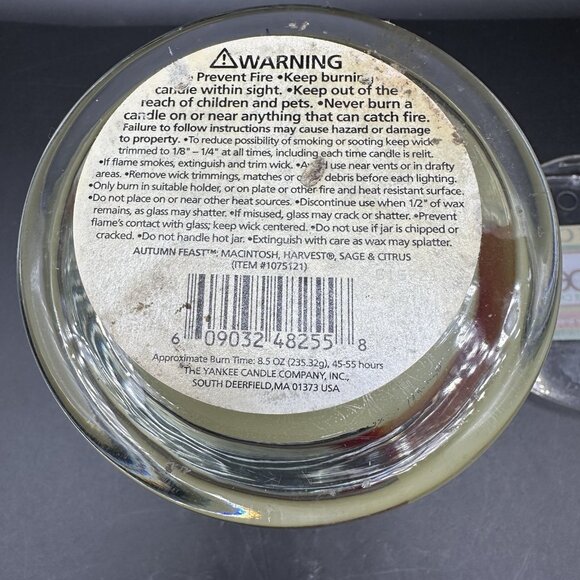 ⚠WARNING
Prevent Fire •Keep burning
candle within sight. •Keep out of the
reach of children and pets. •Never burn a
candle on or near anything that can catch fire.
Failure to follow instructions may cause hazard or damage
to property. •To reduce possibility of smoking or sooting keep wick
trimmed to 1/8" – 1/4" at all times, including each time candle is relit.
•If flame smokes, extinguish and trim wick. •Avoid use near vents or in drafty
areas. •Remove wick trimmings, matches or debris before each lighting.
•Only burn in suitable holder, or on plate or other fire and heat resistant surface.
•Do not place on or near other heat sources. •Discontinue use when 1/2" of wax
remains, as glass may shatter. •If misused, glass may crack or shatter. •Prevent
flame's contact with glass; keep wick centered. •Do not use if jar is chipped or
cracked. •Do not handle hot jar. •Extinguish with care as wax may splatter.
AUTUMN FEAST™: MACINTOSH, HARVEST®, SAGE & CITRUS
(ITEM #1075121)
6 09032 48255 8
Approximate Burn Time: 8.5 OZ (235.32g), 45-55 hours
THE YANKEE CANDLE COMPANY, INC.,
SOUTH DEERFIELD,MA 01373 USA